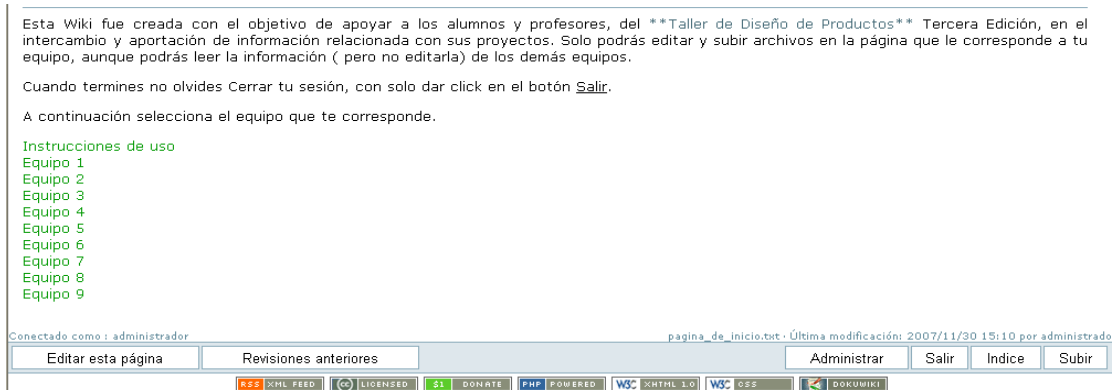 Esta Wiki fue creada con el objetivo de apoyar a los alumnos y profesores, del **Taller de Diseño de Productos** Tercera Edición, en el
intercambio y aportación de información relacionada con sus proyectos. Solo podrás editar y subir archivos en la página que le corresponde a tu
equipo, aunque podrás leer la información ( pero no editarla) de los demás equipos.
Cuando termines no olvides Cerrar tu sesión, con solo dar click en el botón Salir.
A continuación selecciona el equipo que te corresponde.
Instrucciones de uso
Equipo 1
Equipo 2
Equipo 3
Equipo 4
Equipo 5
Equipo 6
Equipo 7
Equipo 8
Equipo 9
Conectado como : administrador pagina_de_inicio.txt · Última modificación: 2007/11/30 15:10 por administrado
Editar esta página Revisiones anteriores Administrar Salir Indice Subir
RSS XML FEED (cc) LICENSED $1 DONATE PHP POWERED W3C XHTML 1.0 W3C CSS DOKUWIKI